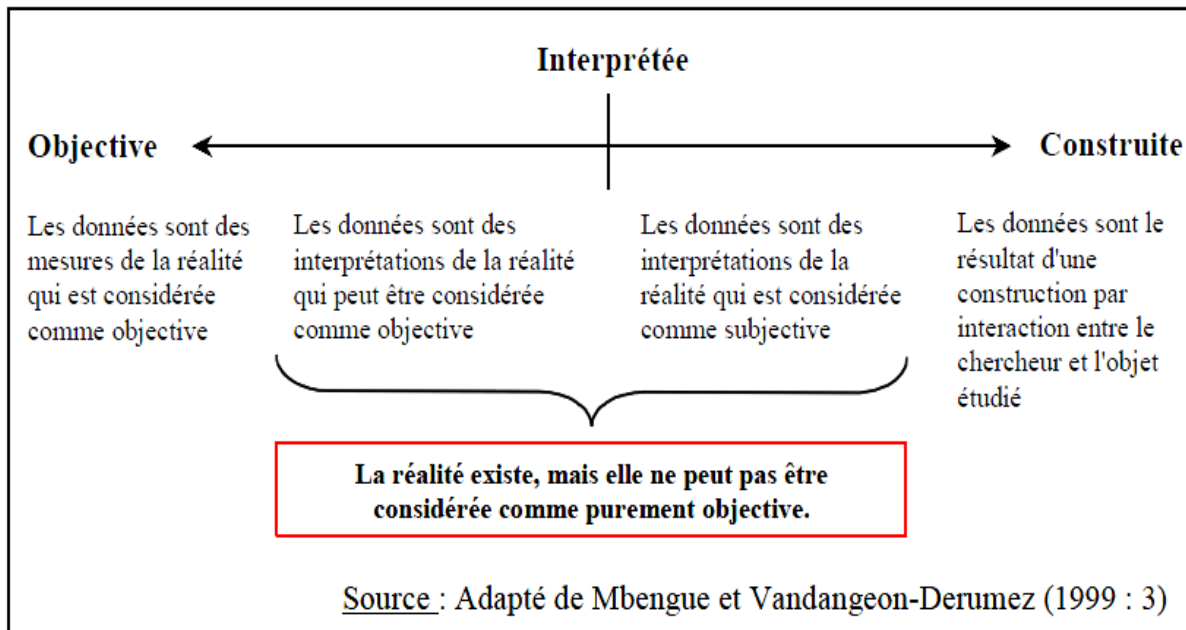 Interprétée
Objective
Construite
Les données sont des
mesures de la réalité
qui est considérée
comme objective
Les données sont des
interprétations de la réalité
qui peut être considérée
comme objective
Les données sont des
interprétations de la
réalité qui est considérée
comme subjective
Les données sont le
résultat d'une
construction par
interaction entre le
chercheur et l'objet
étudié
La réalité existe, mais elle ne peut pas être
considérée comme purement objective.
Source : Adapté de Mbengue et Vandangeon-Derumez (1999 : 3)